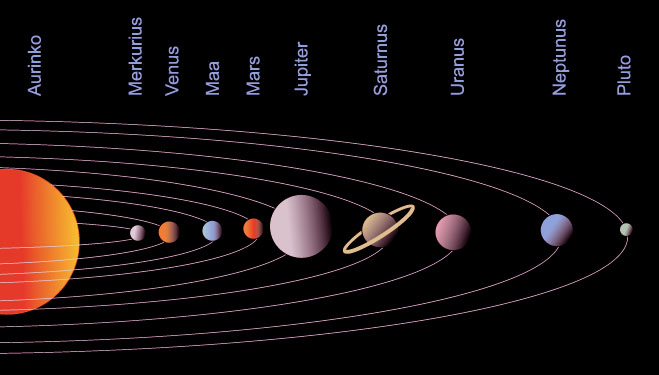 Aurinko
Merkurius
Venus
Maa
Mars
Jupiter
Saturnus
Uranus
Neptunus
Pluto